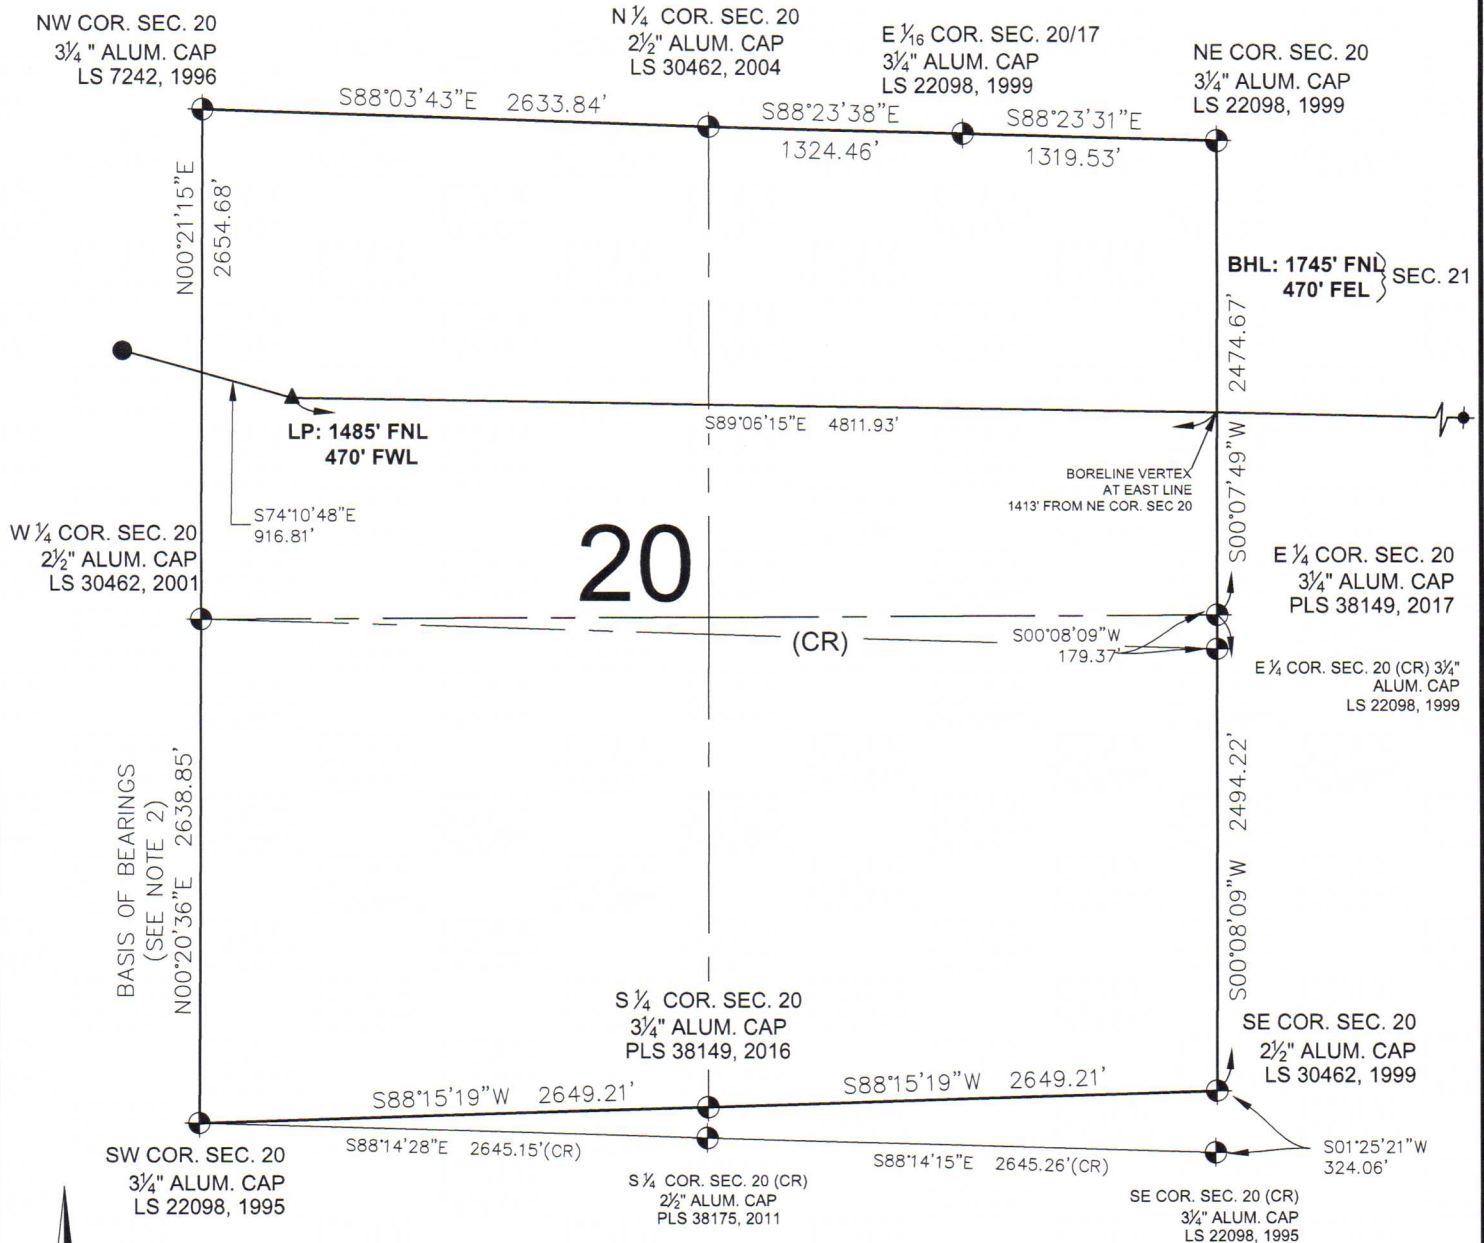 NW COR. SEC. 20
3¼" ALUM. CAP
LS 7242, 1996
N ¼ COR. SEC. 20
2½" ALUM. CAP
LS 30462, 2004
E 1⁄16 COR. SEC. 20/17
3¼" ALUM. CAP
LS 22098, 1999
NE COR. SEC. 20
3¼" ALUM. CAP
LS 22098, 1999
S88°03'43"E 2633.84'
S88°23'38"E
1324.46'
S88°23'31"E
1319.53'
N00°21'15"E
2654.68'
BHL: 1745' FNL
470' FEL
SEC. 21
S00°07'49"W 2474.67'
LP: 1485' FNL
470' FWL
S89°06'15"E 4811.93'
BORELINE VERTEX
AT EAST LINE
1413' FROM NE COR. SEC 20
S74°10'48"E
916.81'
W ¼ COR. SEC. 20
2½" ALUM. CAP
LS 30462, 2001
20
(CR)
S00°08'09"W
179.37'
E ¼ COR. SEC. 20
3¼" ALUM. CAP
PLS 38149, 2017
E ¼ COR. SEC. 20 (CR) 3¼"
ALUM. CAP
LS 22098, 1999
BASIS OF BEARINGS
(SEE NOTE 2)
N00°20'36"E 2638.85'
S00°08'09"W 2494.22'
S ¼ COR. SEC. 20
3¼" ALUM. CAP
PLS 38149, 2016
SE COR. SEC. 20
2½" ALUM. CAP
LS 30462, 1999
S88°15'19"W 2649.21'
S88°15'19"W 2649.21'
S88°14'28"E 2645.15'(CR)
S88°14'15"E 2645.26'(CR)
S01°25'21"W
324.06'
SW COR. SEC. 20
3¼" ALUM. CAP
LS 22098, 1995
S ¼ COR. SEC. 20 (CR)
2½" ALUM. CAP
PLS 38175, 2011
SE COR. SEC. 20 (CR)
3¼" ALUM. CAP
LS 22098, 1995